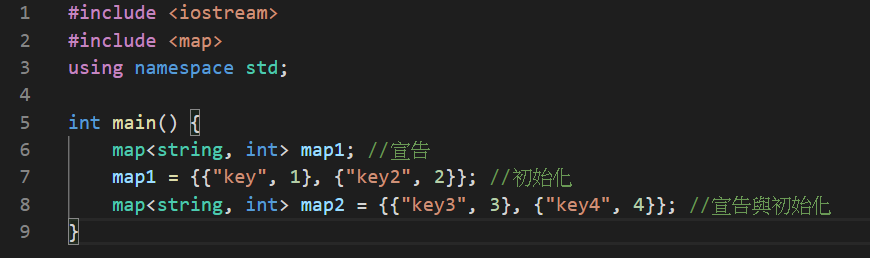 1 #include <iostream>
2 #include <map>
3 using namespace std;
4
5 int main() {
6     map<string, int> map1; //宣告
7     map1 = {{"key", 1}, {"key2", 2}}; //初始化
8     map<string, int> map2 = {{"key3", 3}, {"key4", 4}}; //宣告與初始化
9 }